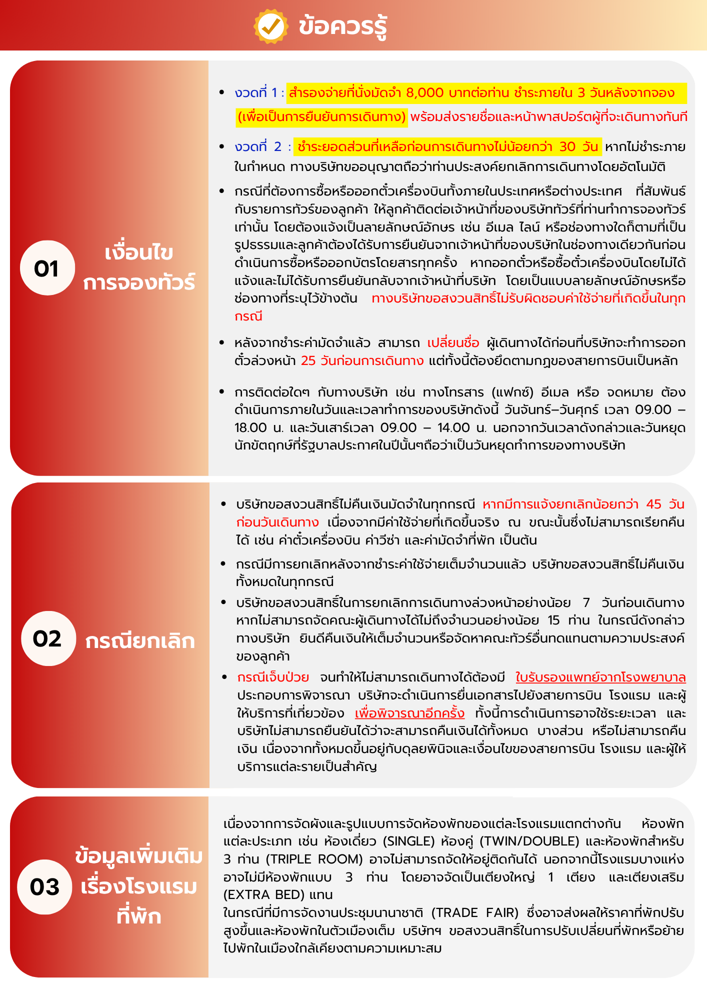 ข้อควรรู้
01
เงื่อนไข
การจองทัวร์
• งวดที่ 1 : สำรองจ่ายที่นั่งมัดจำ 8,000 บาทต่อท่าน ชำระภายใน 3 วันหลังจากจอง
(เพื่อเป็นการยืนยันการเดินทาง) พร้อมส่งรายชื่อและหน้าพาสปอร์ตผู้ที่จะเดินทางทันที
• งวดที่ 2 : ชำระยอดส่วนที่เหลือก่อนการเดินทางไม่น้อยกว่า 30 วัน หากไม่ชำระภาย
ในกำหนด ทางบริษัทขออนุญาตถือว่าท่านประสงค์ยกเลิกการเดินทางโดยอัตโนมัติ
• กรณีที่ต้องการซื้อหรือออกตั๋วเครื่องบินทั้งภายในประเทศหรือต่างประเทศ ที่สัมพันธ์
กับรายการทัวร์ของลูกค้า ให้ลูกค้าติดต่อเจ้าหน้าที่ของบริษัททัวร์ที่ท่านทำการจองทัวร์
เท่านั้น โดยต้องแจ้งเป็นลายลักษณ์อักษร เช่น อีเมล ไลน์ หรือช่องทางใดก็ตามที่เป็น
รูปธรรมและลูกค้าต้องได้รับการยืนยันจากเจ้าหน้าที่ของบริษัทในช่องทางเดียวกันก่อน
ดำเนินการซื้อหรือออกบัตรโดยสารทุกครั้ง หากออกตั๋วหรือซื้อตั๋วเครื่องบินโดยไม่ได้
แจ้งและไม่ได้รับการยืนยันกลับจากเจ้าหน้าที่บริษัท โดยเป็นแบบลายลักษณ์อักษรหรือ
ช่องทางที่ระบุไว้ข้างต้น ทางบริษัทขอสงวนสิทธิ์ไม่รับผิดชอบค่าใช้จ่ายที่เกิดขึ้นในทุก
กรณี
• หลังจากชำระค่ามัดจำแล้ว สามารถ เปลี่ยนชื่อ ผู้เดินทางได้ก่อนที่บริษัทจะทำการออก
ตั๋วล่วงหน้า 25 วันก่อนการเดินทาง แต่ทั้งนี้ต้องยึดตามกฎของสายการบินเป็นหลัก
• การติดต่อใดๆ กับทางบริษัท เช่น ทางโทรสาร (แฟกซ์) อีเมล หรือ จดหมาย ต้อง
ดำเนินการภายในวันและเวลาทำการของบริษัทดังนี้ วันจันทร์–วันศุกร์ เวลา 09.00 –
18.00 น. และวันเสาร์เวลา 09.00 – 14.00 น. นอกจากวันเวลาดังกล่าวและวันหยุด
นักขัตฤกษ์ที่รัฐบาลประกาศในปีนั้นๆถือว่าเป็นวันหยุดทำการของทางบริษัท
02
กรณียกเลิก
• บริษัทขอสงวนสิทธิ์ไม่คืนเงินมัดจำในทุกกรณี หากมีการแจ้งยกเลิกน้อยกว่า 45 วัน
ก่อนวันเดินทาง เนื่องจากมีค่าใช้จ่ายที่เกิดขึ้นจริง ณ ขณะนั้นซึ่งไม่สามารถเรียกคืน
ได้ เช่น ค่าตั๋วเครื่องบิน ค่าวีซ่า และค่ามัดจำที่พัก เป็นต้น
• กรณีมีการยกเลิกหลังจากชำระค่าใช้จ่ายเต็มจำนวนแล้ว บริษัทขอสงวนสิทธิ์ไม่คืนเงิน
ทั้งหมดในทุกกรณี
• บริษัทขอสงวนสิทธิ์ในการยกเลิกการเดินทางล่วงหน้าอย่างน้อย 7 วันก่อนเดินทาง
หากไม่สามารถจัดคณะผู้เดินทางได้ไม่ถึงจำนวนอย่างน้อย 15 ท่าน ในกรณีดังกล่าว
ทางบริษัท ยินดีคืนเงินให้เต็มจำนวนหรือจัดหาคณะทัวร์อื่นทดแทนตามความประสงค์
ของลูกค้า
• กรณีเจ็บป่วย จนทำให้ไม่สามารถเดินทางได้ต้องมี ใบรับรองแพทย์จากโรงพยาบาล
ประกอบการพิจารณา บริษัทจะดำเนินการยื่นเอกสารไปยังสายการบิน โรงแรม และผู้
ให้บริการที่เกี่ยวข้อง เพื่อพิจารณาอีกครั้ง ทั้งนี้การดำเนินการอาจใช้ระยะเวลา และ
บริษัทไม่สามารถยืนยันได้ว่าจะสามารถคืนเงินได้ทั้งหมด บางส่วน หรือไม่สามารถคืน
เงิน เนื่องจากทั้งหมดขึ้นอยู่กับดุลยพินิจและเงื่อนไขของสายการบิน โรงแรม และผู้ให้
บริการแต่ละรายเป็นสำคัญ
03
ข้อมูลเพิ่มเติม
เรื่องโรงแรม
ที่พัก
เนื่องจากการจัดผังและรูปแบบการจัดห้องพักของแต่ละโรงแรมแตกต่างกัน ห้องพัก
แต่ละประเภท เช่น ห้องเดี่ยว (SINGLE) ห้องคู่ (TWIN/DOUBLE) และห้องพักสำหรับ
3 ท่าน (TRIPLE ROOM) อาจไม่สามารถจัดให้อยู่ติดกันได้ นอกจากนี้โรงแรมบางแห่ง
อาจไม่มีห้องพักแบบ 3 ท่าน โดยอาจจัดเป็นเตียงใหญ่ 1 เตียง และเตียงเสริม
(EXTRA BED) แทน
ในกรณีที่มีการจัดงานประชุมนานาชาติ (TRADE FAIR) ซึ่งอาจส่งผลให้ราคาที่พักปรับ
สูงขึ้นและห้องพักในตัวเมืองเต็ม บริษัทฯ ขอสงวนสิทธิ์ในการปรับเปลี่ยนที่พักหรือย้าย
ไปพักในเมืองใกล้เคียงตามความเหมาะสม